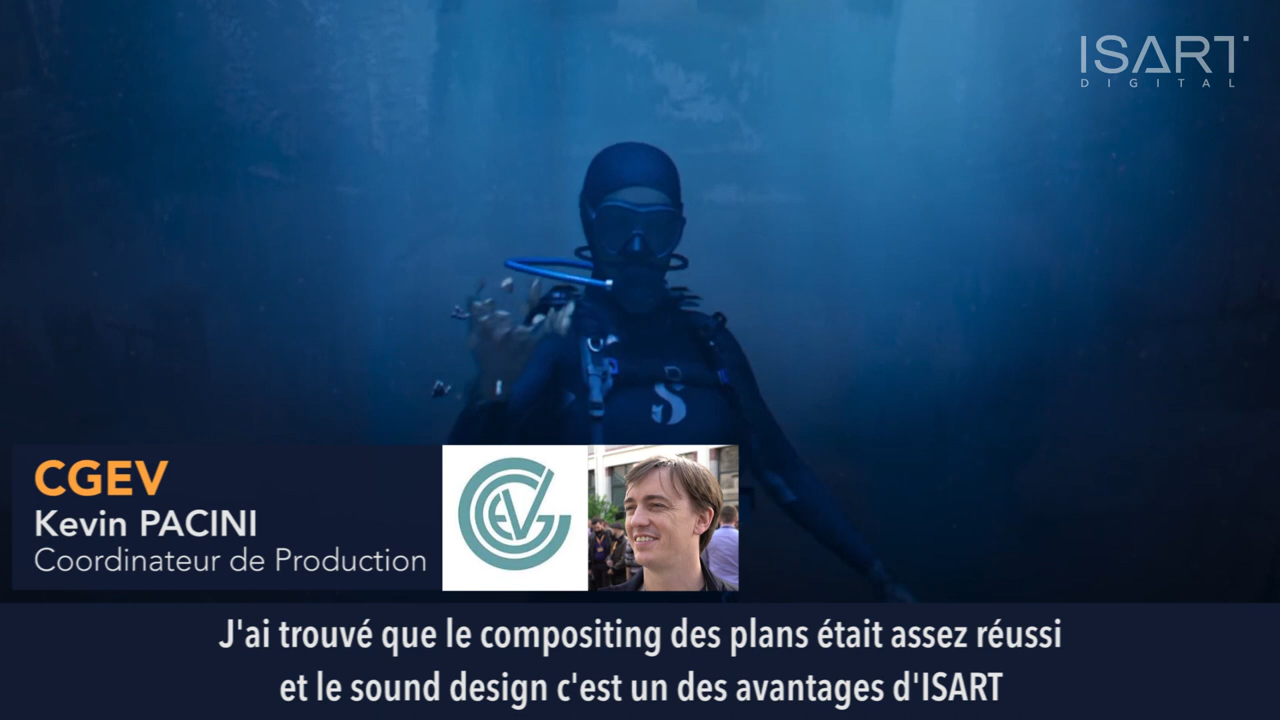 ISART
DIGITAL
CGEV
Kevin PACINI
Coordinateur de Production
CGEV
J'ai trouvé que le compositing des plans était assez réussi
et le sound design c'est un des avantages d'ISART